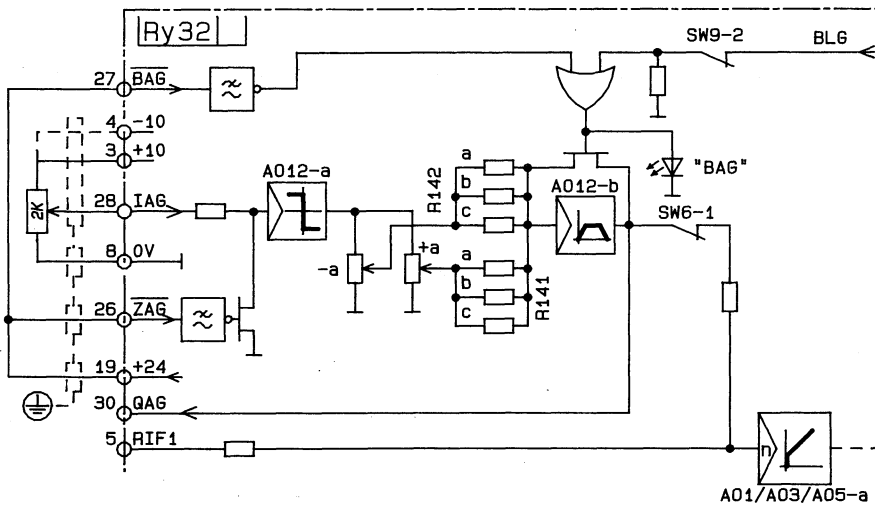 Ry32
SW9-2
BLG
27 BAG
4 -10
3 +10
2K
28 IAG
A012-a
R142
a
b
c
"BAG"
A012-b
SW6-1
8 0V
-a
+a
a
b
c
R141
26 ZAG
19 +24
30 QAG
5 RIF1
n
A01/A03/A05-a